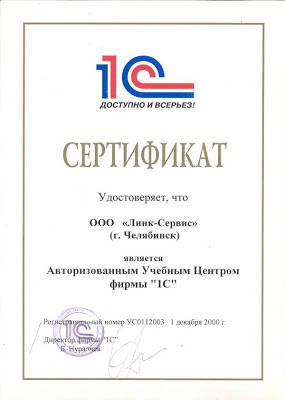 1С
ДОСТУПНО И ВСЕРЬЕЗ!
СЕРТИФИКАТ
Удостоверяет, что
ООО «Линк-Сервис»
(г. Челябинск)
является
Авторизованным Учебным Центром
фирмы "1С"
Регистрационный номер УС0112003 1 декабря 2000 г.
Директор фирмы "1С"
Б. Нуралиев